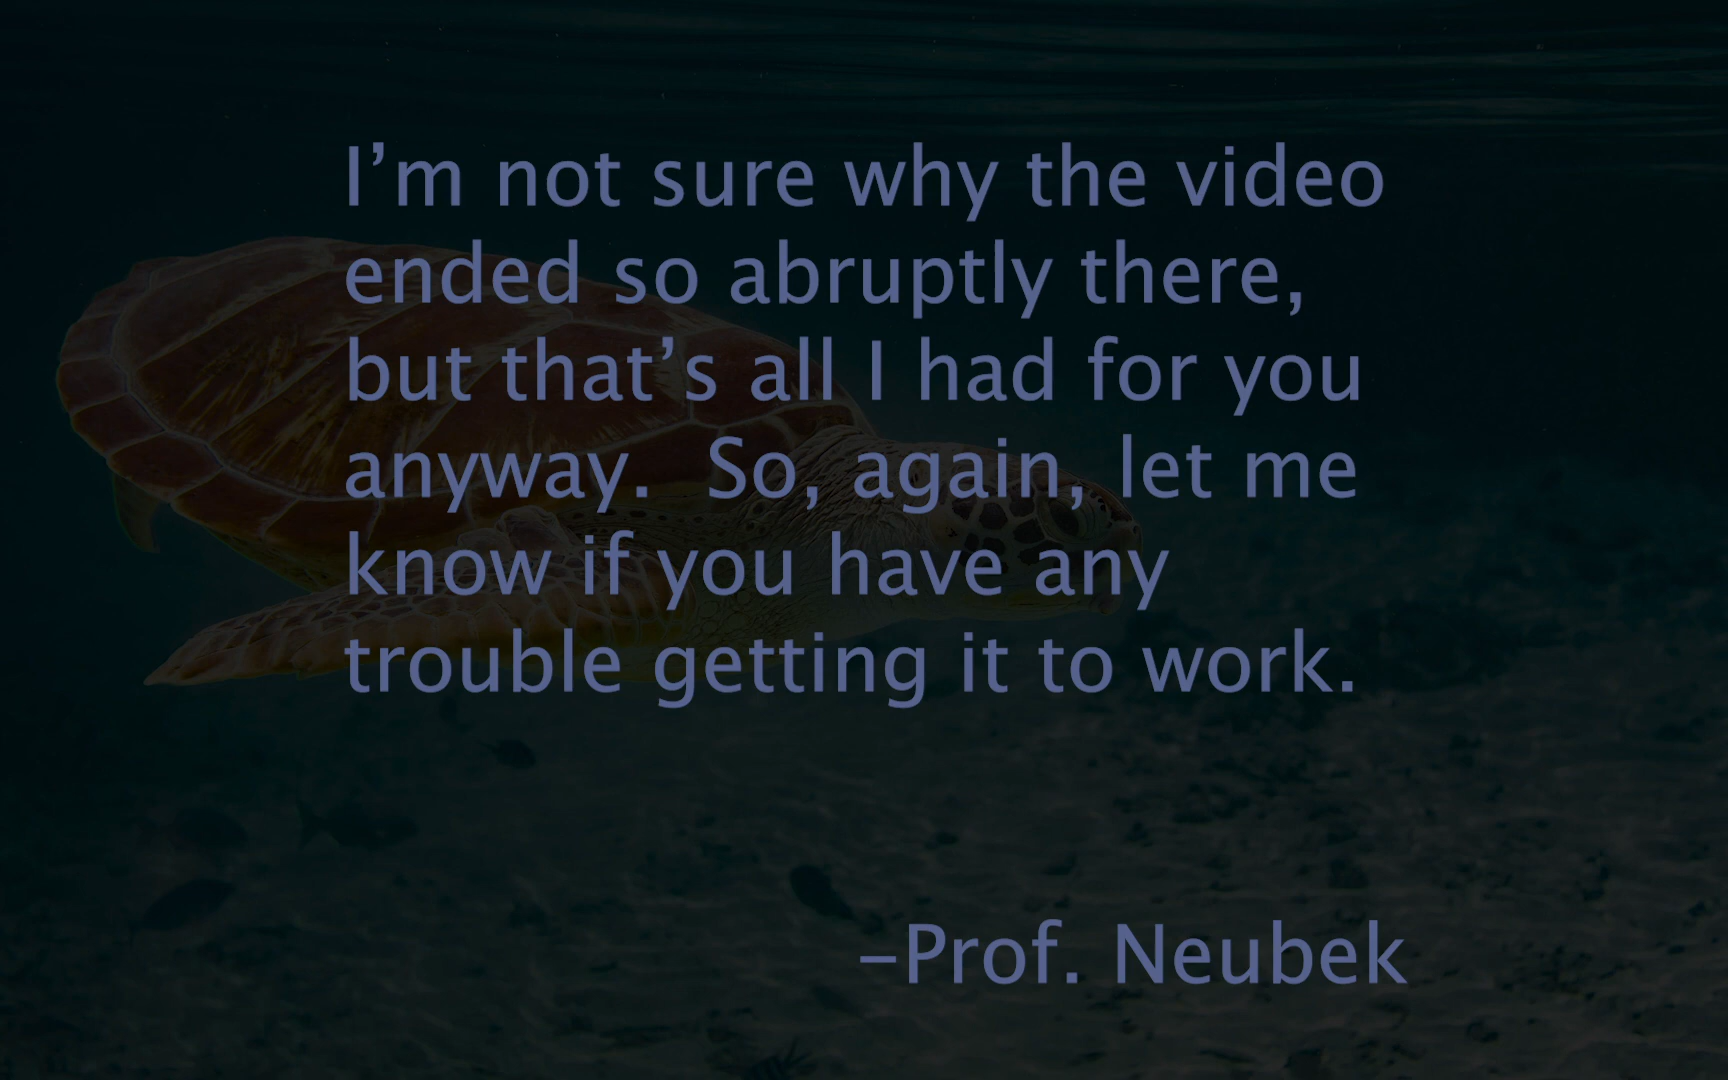 I’m not sure why the video
ended so abruptly there,
but that’s all I had for you
anyway.  So, again, let me
know if you have any
trouble getting it to work.
–Prof. Neubek